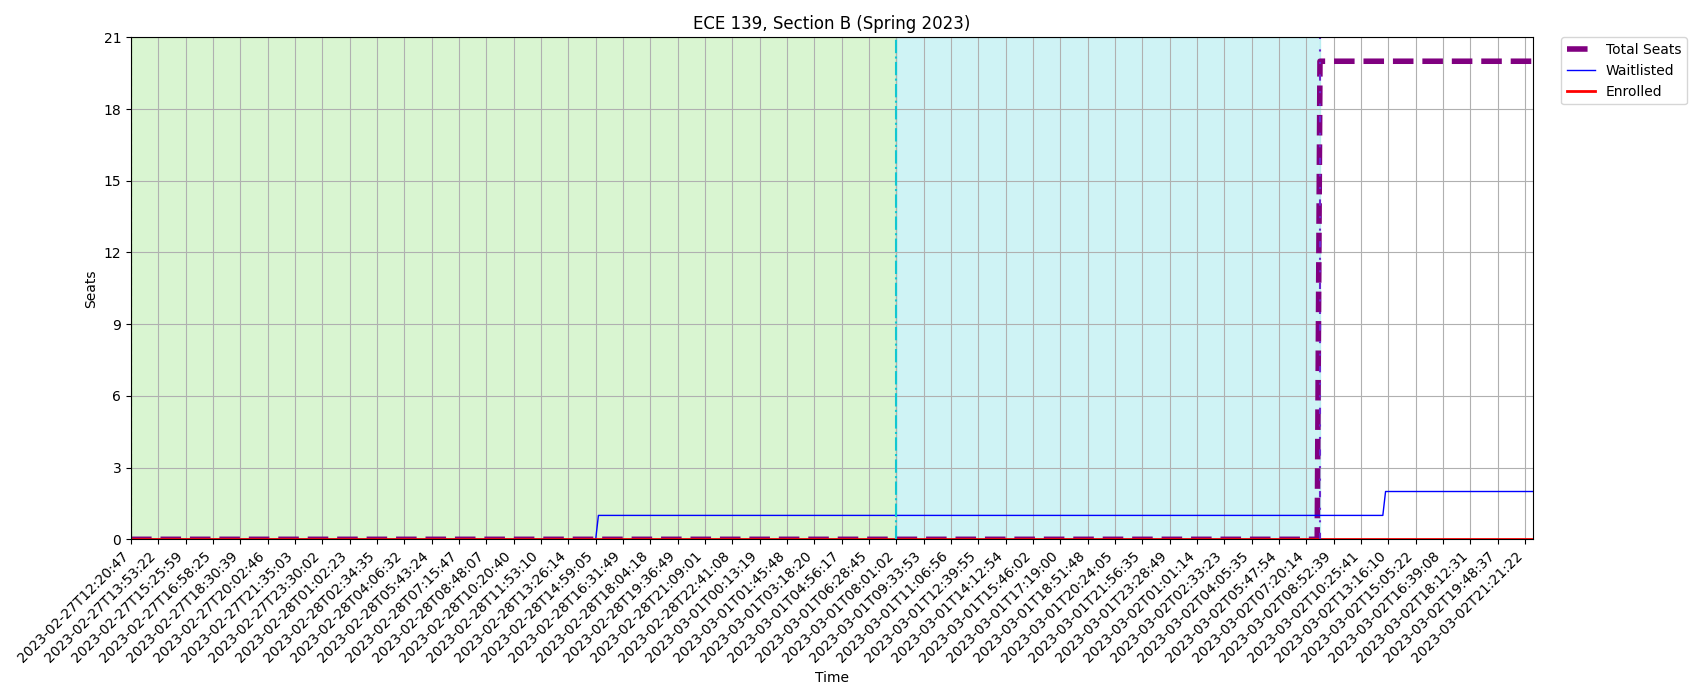 ECE 139, Section B (Spring 2023)
Total Seats
Waitlisted
Enrolled
Seats
21
18
15
12
9
6
3
0
2023-02-27T12:20:47
2023-02-27T13:53:22
2023-02-27T15:25:59
2023-02-27T16:58:25
2023-02-27T18:30:39
2023-02-27T20:02:46
2023-02-27T21:35:03
2023-02-27T23:30:02
2023-02-28T01:02:23
2023-02-28T02:34:35
2023-02-28T04:06:32
2023-02-28T05:43:24
2023-02-28T07:15:47
2023-02-28T08:48:07
2023-02-28T10:20:40
2023-02-28T11:53:10
2023-02-28T13:26:14
2023-02-28T14:59:05
2023-02-28T16:31:49
2023-02-28T18:04:18
2023-02-28T19:36:49
2023-02-28T21:09:01
2023-02-28T22:41:08
2023-03-01T00:13:19
2023-03-01T01:45:48
2023-03-01T03:18:20
2023-03-01T04:56:17
2023-03-01T06:28:45
2023-03-01T08:01:02
2023-03-01T09:33:53
2023-03-01T11:06:56
2023-03-01T12:39:55
2023-03-01T14:12:54
2023-03-01T15:46:02
2023-03-01T17:19:00
2023-03-01T18:51:48
2023-03-01T20:24:05
2023-03-01T21:56:35
2023-03-01T23:28:49
2023-03-02T01:01:14
2023-03-02T02:33:23
2023-03-02T04:05:35
2023-03-02T05:47:54
2023-03-02T07:20:14
2023-03-02T08:52:39
2023-03-02T10:25:41
2023-03-02T13:16:10
2023-03-02T15:05:22
2023-03-02T16:39:08
2023-03-02T18:12:31
2023-03-02T19:48:37
2023-03-02T21:21:22
Time